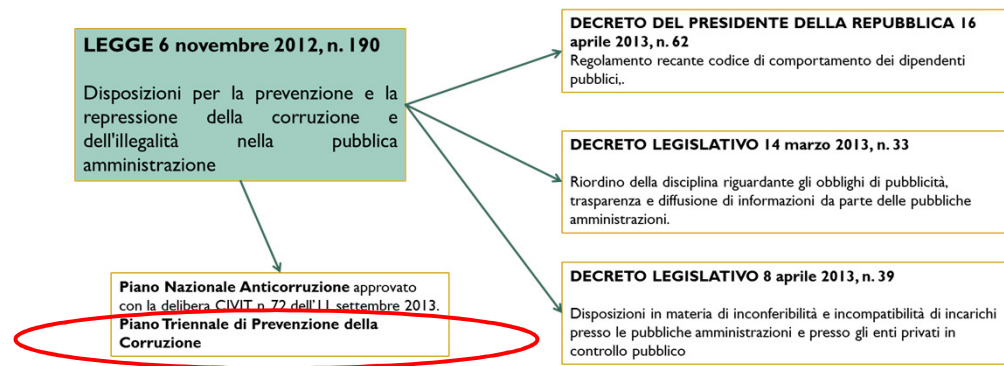 LEGGE 6 novembre 2012, n. 190
Disposizioni per la prevenzione e la
repressione della corruzione e
dell'illegalità nella pubblica
amministrazione
Piano Nazionale Anticorruzione approvato
con la delibera CIVIT n 72 dell'11 settembre 2013.
Piano Triennale di Prevenzione della
Corruzione
DECRETO DEL PRESIDENTE DELLA REPUBBLICA 16
aprile 2013, n. 62
Regolamento recante codice di comportamento dei dipendenti
pubblici,.
DECRETO LEGISLATIVO 14 marzo 2013, n. 33
Riordino della disciplina riguardante gli obblighi di pubblicità,
trasparenza e diffusione di informazioni da parte delle pubbliche
amministrazioni.
DECRETO LEGISLATIVO 8 aprile 2013, n. 39
Disposizioni in materia di inconferibilità e incompatibilità di incarichi
presso le pubbliche amministrazioni e presso gli enti privati in
controllo pubblico